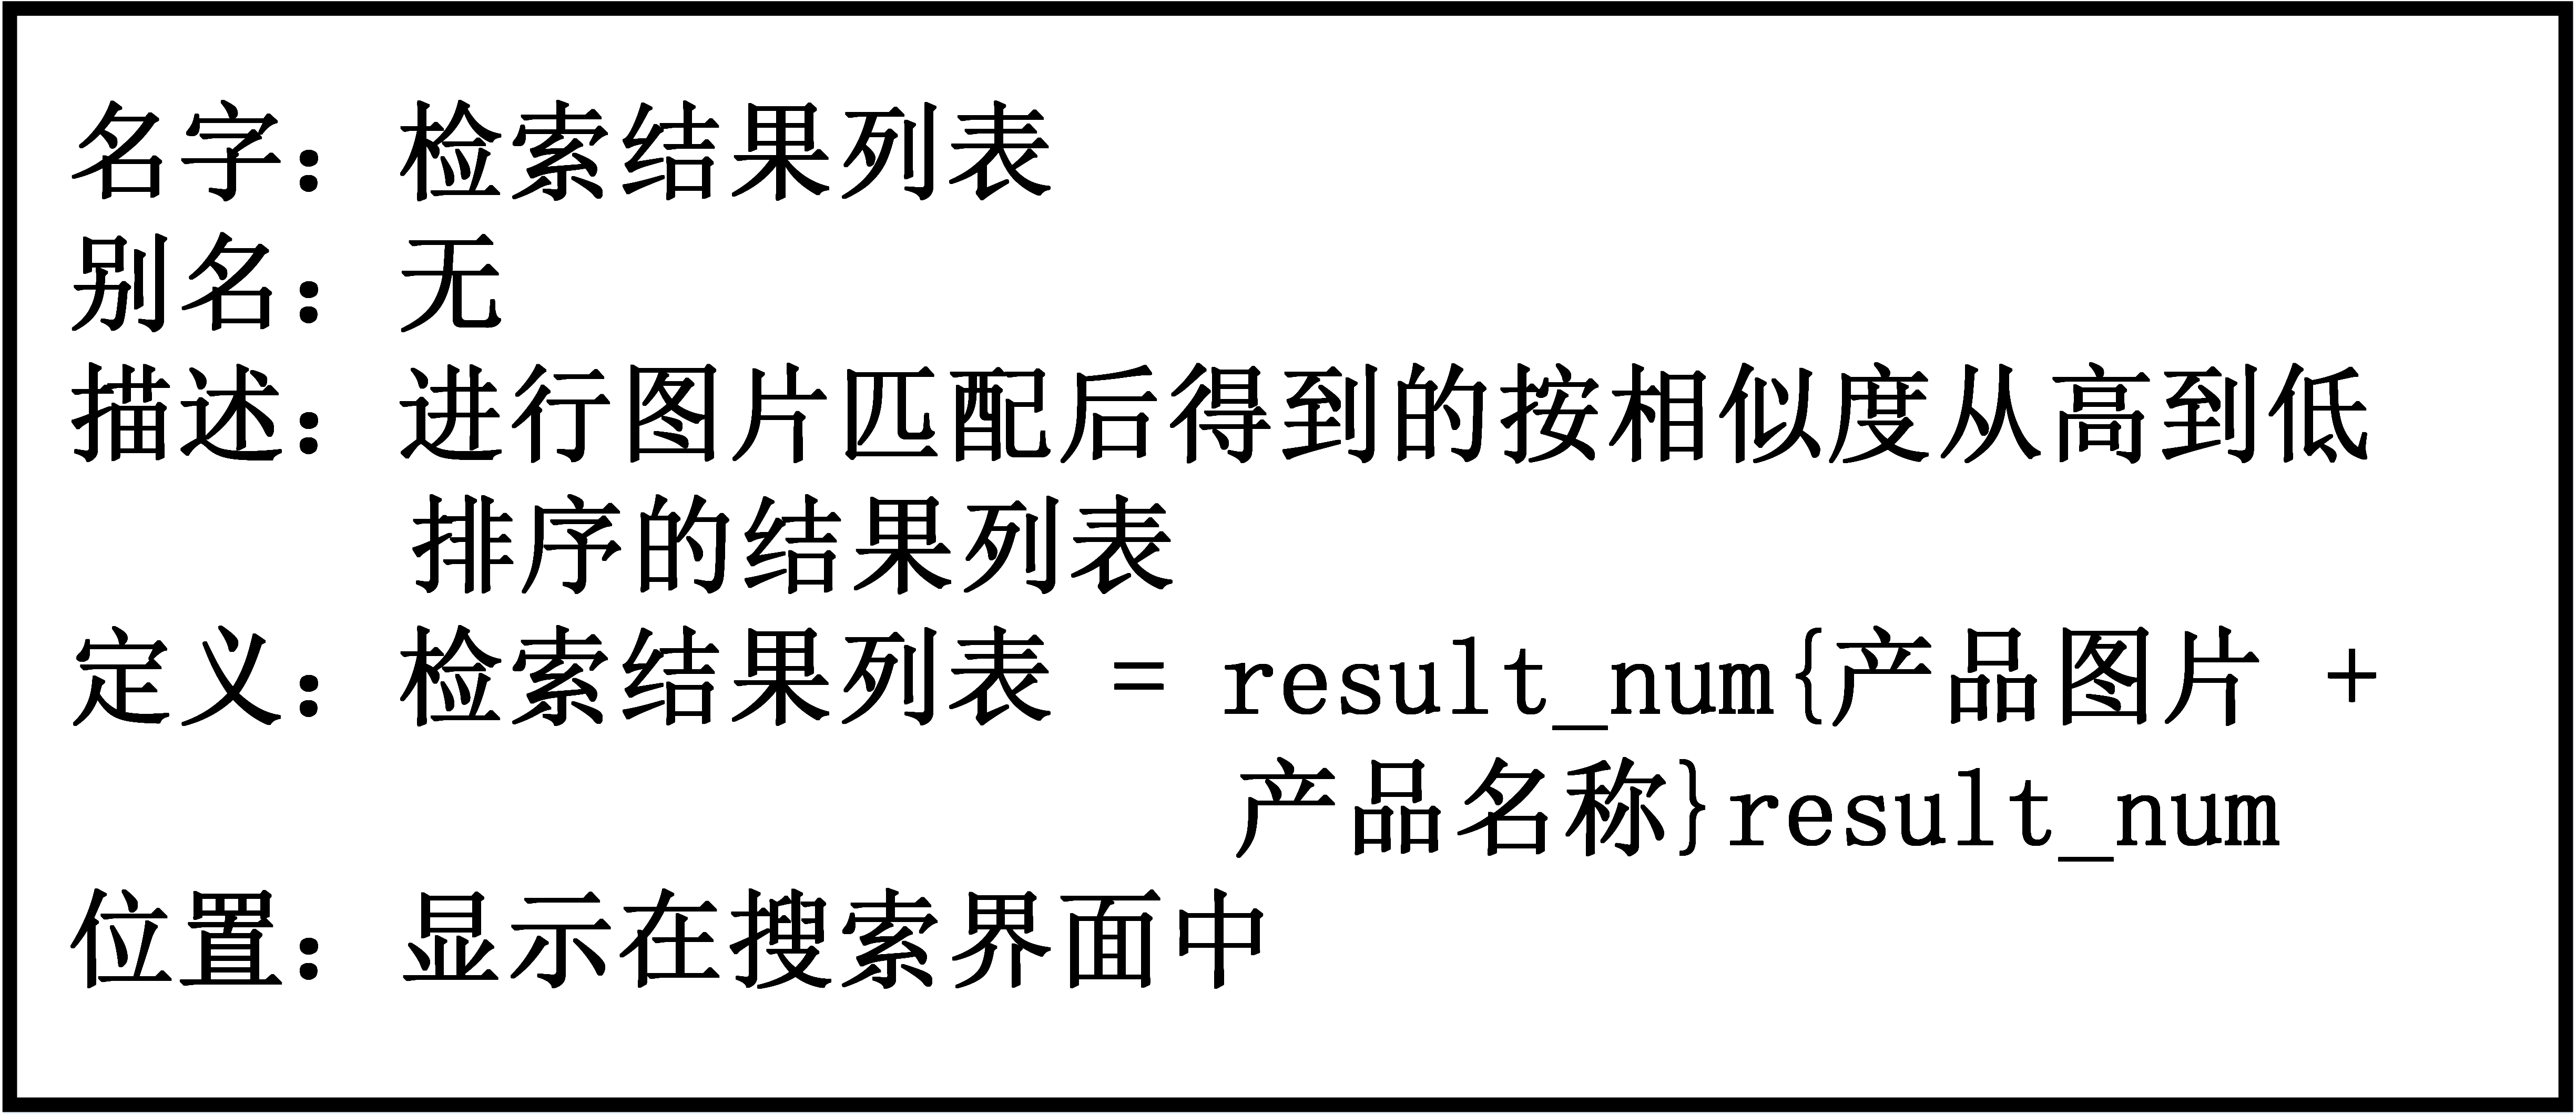 名字：检索结果列表
别名：无
描述：进行图片匹配后得到的按相似度从高到低
排序的结果列表
定义：检索结果列表 = result_num{产品图片 +
产品名称}result_num
位置：显示在搜索界面中